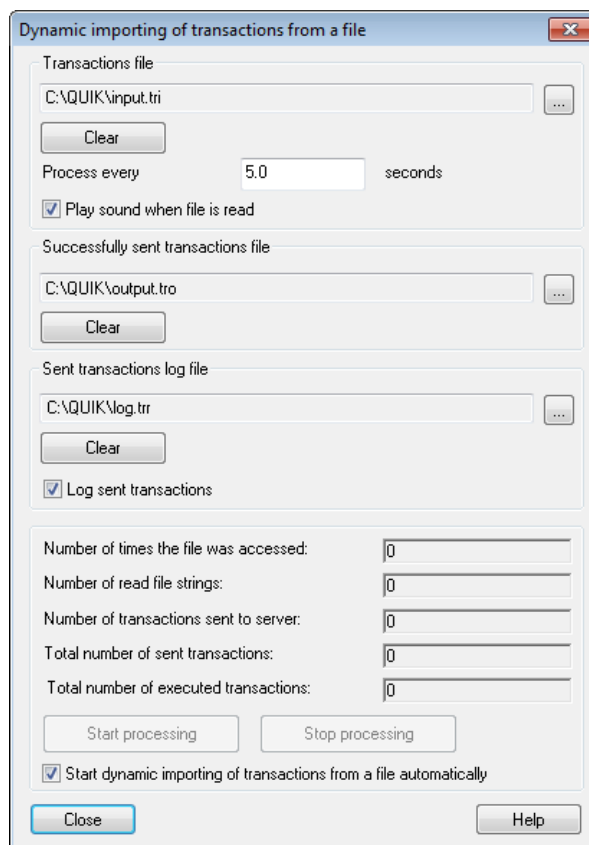 Dynamic importing of transactions from a file
Transactions file
C:\QUIK\input.tri
...
Clear
Process every 5.0 seconds
Play sound when file is read
Successfully sent transactions file
C:\QUIK\output.tro
...
Clear
Sent transactions log file
C:\QUIK\log.trr
...
Clear
Log sent transactions
Number of times the file was accessed: 0
Number of read file strings: 0
Number of transactions sent to server: 0
Total number of sent transactions: 0
Total number of executed transactions: 0
Start processing Stop processing
Start dynamic importing of transactions from a file automatically
Close Help